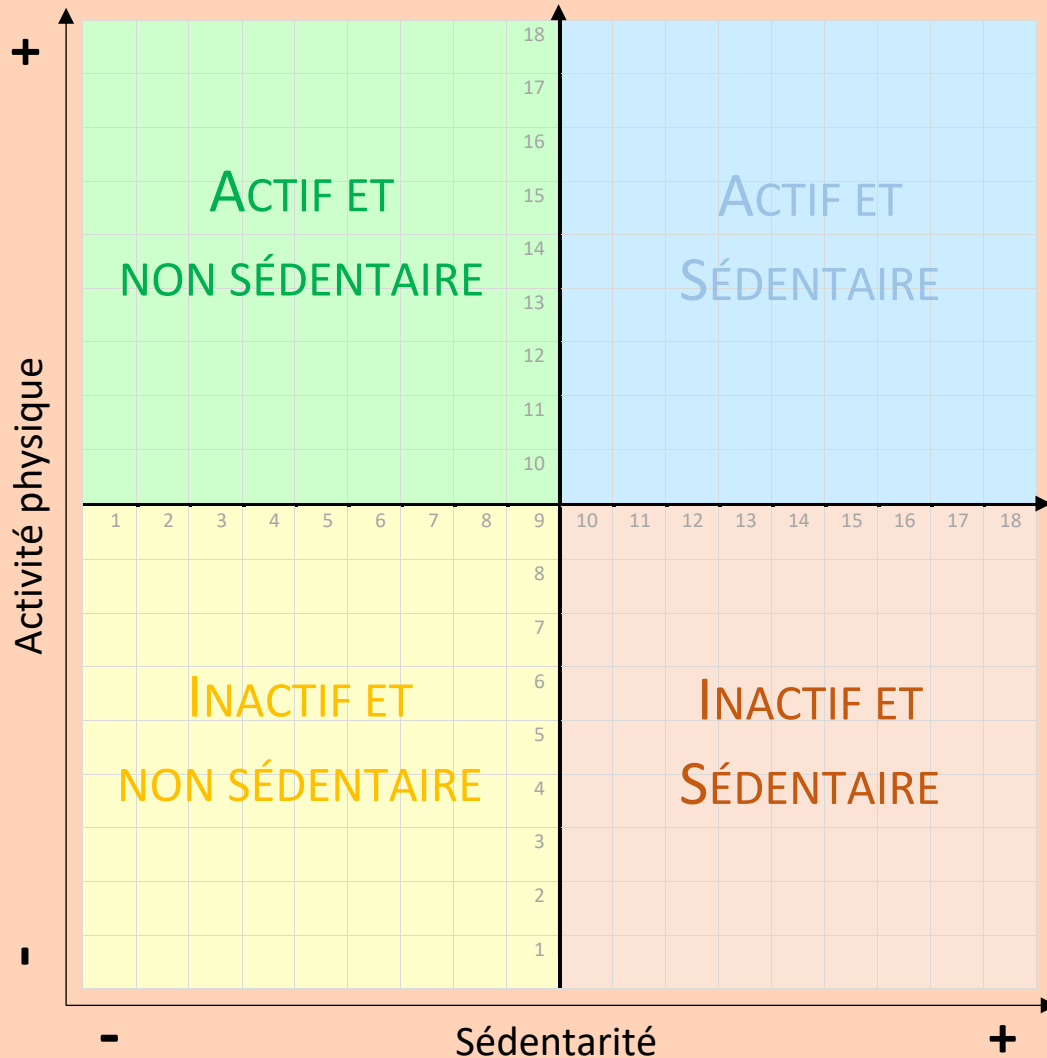 +
18
17
16
15
14
13
12
11
10
ACTIF ET
NON SÉDENTAIRE
ACTIF ET
SÉDENTAIRE
1 2 3 4 5 6 7 8 9 10 11 12 13 14 15 16 17 18
8
7
6
5
4
3
2
1
INACTIF ET
NON SÉDENTAIRE
INACTIF ET
SÉDENTAIRE
Activité physique
-
- Sédentarité +